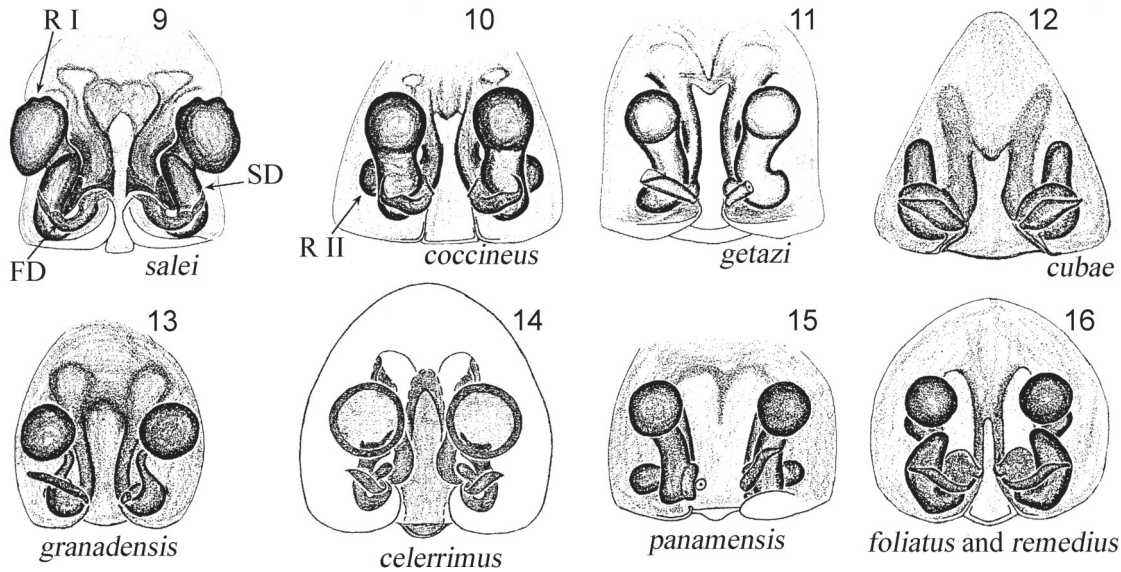 R I 9 10 11 12
SD
FD salei R II coccineus getazi cubae
13 14 15 16
granadensis celerrimus panamensis foliatus and remedius